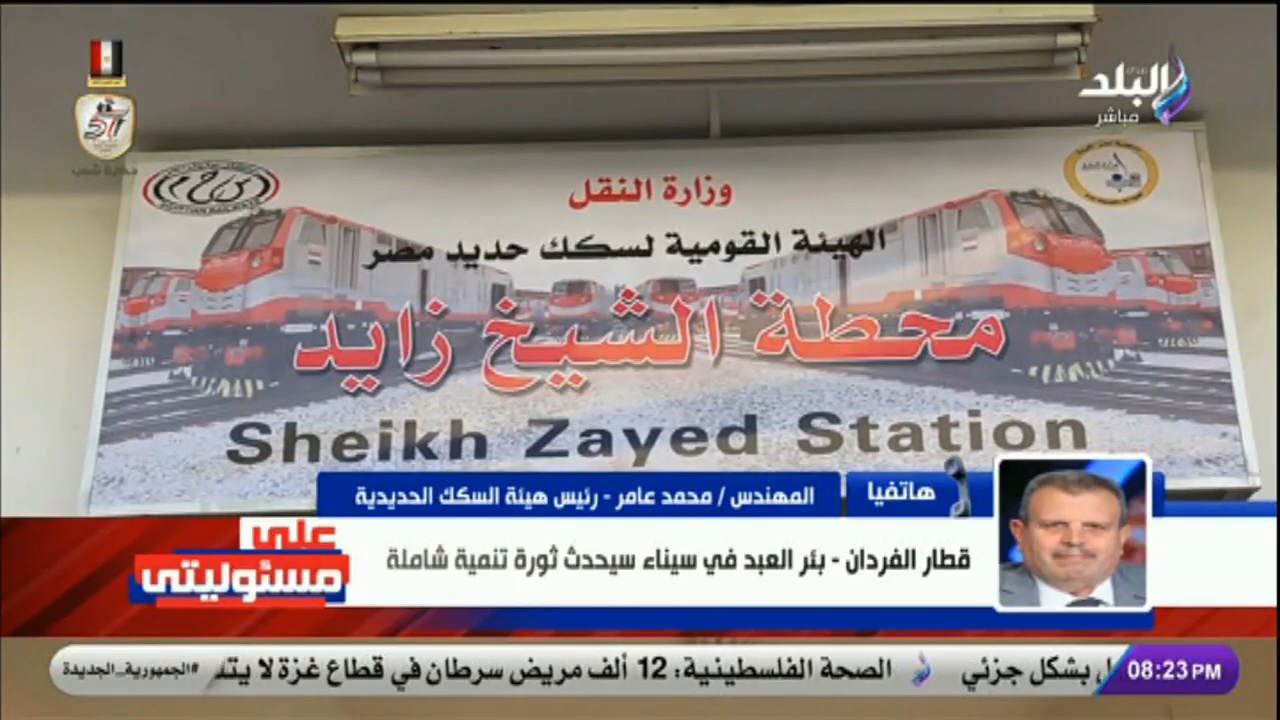 البلد
مباشر
وزارة النقل
الهيئة القومية لسكك حديد مصر
محطة الشيخ زايد
Sheikh Zayed Station
هاتفيا
المهندس / محمد عامر - رئيس هيئة السكك الحديدية
على مسئوليتى
قطار الفردان - بئر العبد في سيناء سيحدث ثورة تنمية شاملة
08:23 PM
بشكل جزئي
الصحة الفلسطينية: 12 ألف مريض سرطان في قطاع غزة لا
#الجمهورية_الجديدة